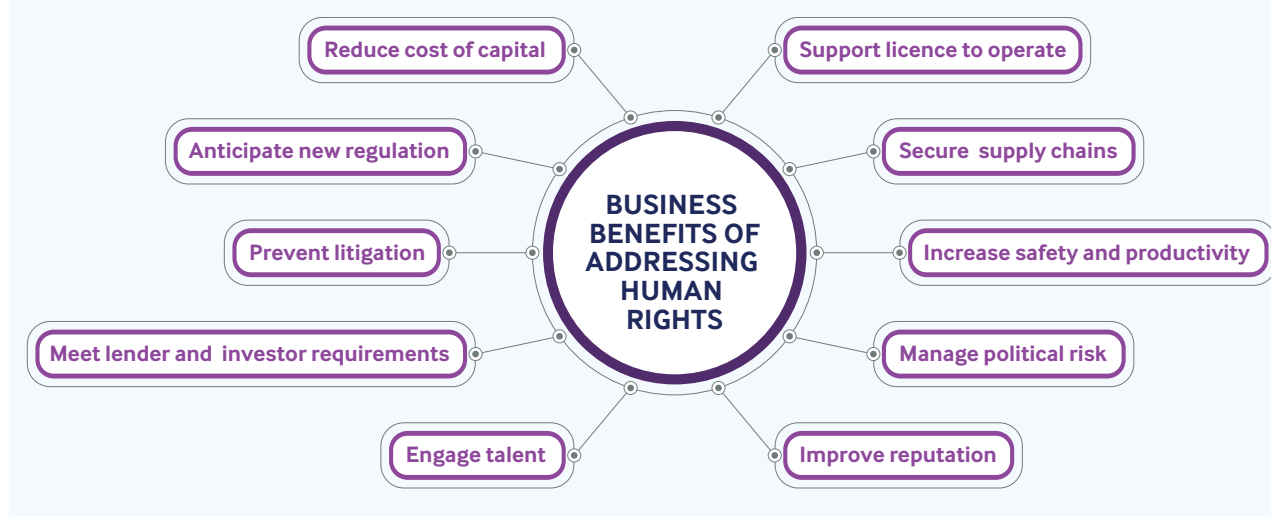 Reduce cost of capital
Support licence to operate
Anticipate new regulation
Secure supply chains
BUSINESS
BENEFITS OF
ADDRESSING
HUMAN
RIGHTS
Prevent litigation
Increase safety and productivity
Meet lender and investor requirements
Manage political risk
Engage talent
Improve reputation